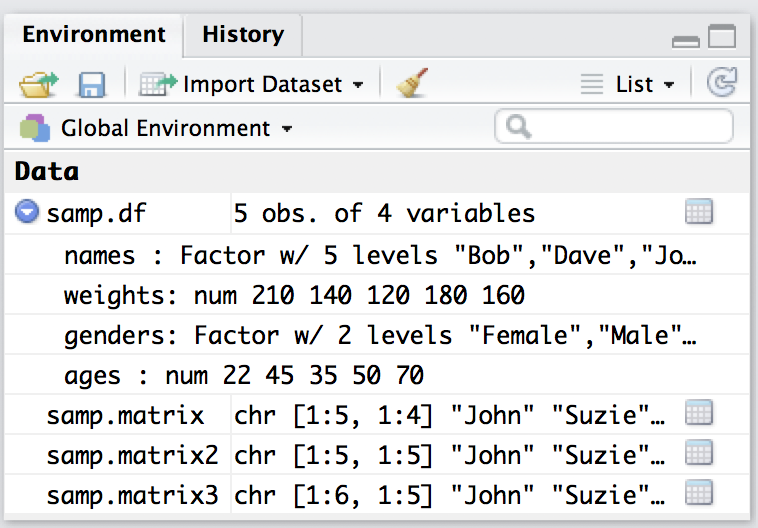 Environment History
Import Dataset List
Global Environment
Data
samp.df 5 obs. of 4 variables
names : Factor w/ 5 levels "Bob","Dave","Jo…
weights: num 210 140 120 180 160
genders: Factor w/ 2 levels "Female","Male"…
ages : num 22 45 35 50 70
samp.matrix chr [1:5, 1:4] "John" "Suzie"…
samp.matrix2 chr [1:5, 1:5] "John" "Suzie"…
samp.matrix3 chr [1:6, 1:5] "John" "Suzie"…